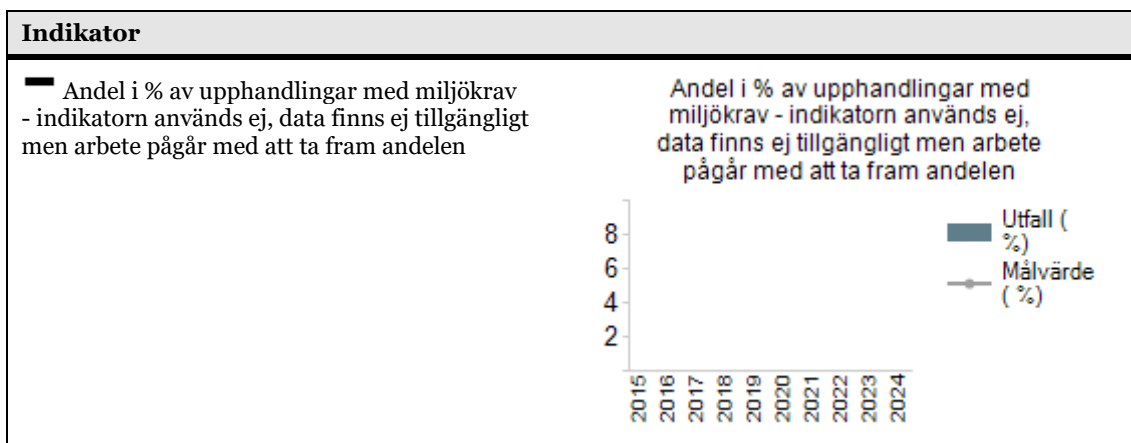 Indikator
Andel i % av upphandlingar med miljökrav
- indikatorn används ej, data finns ej tillgängligt
men arbete pågår med att ta fram andelen
Andel i % av upphandlingar med
miljökrav - indikatorn används ej,
data finns ej tillgängligt men arbete
pågår med att ta fram andelen
8
6
4
2
2015
2016
2017
2018
2019
2020
2021
2022
2023
2024
Utfall (
%)
Målvärde
( %)